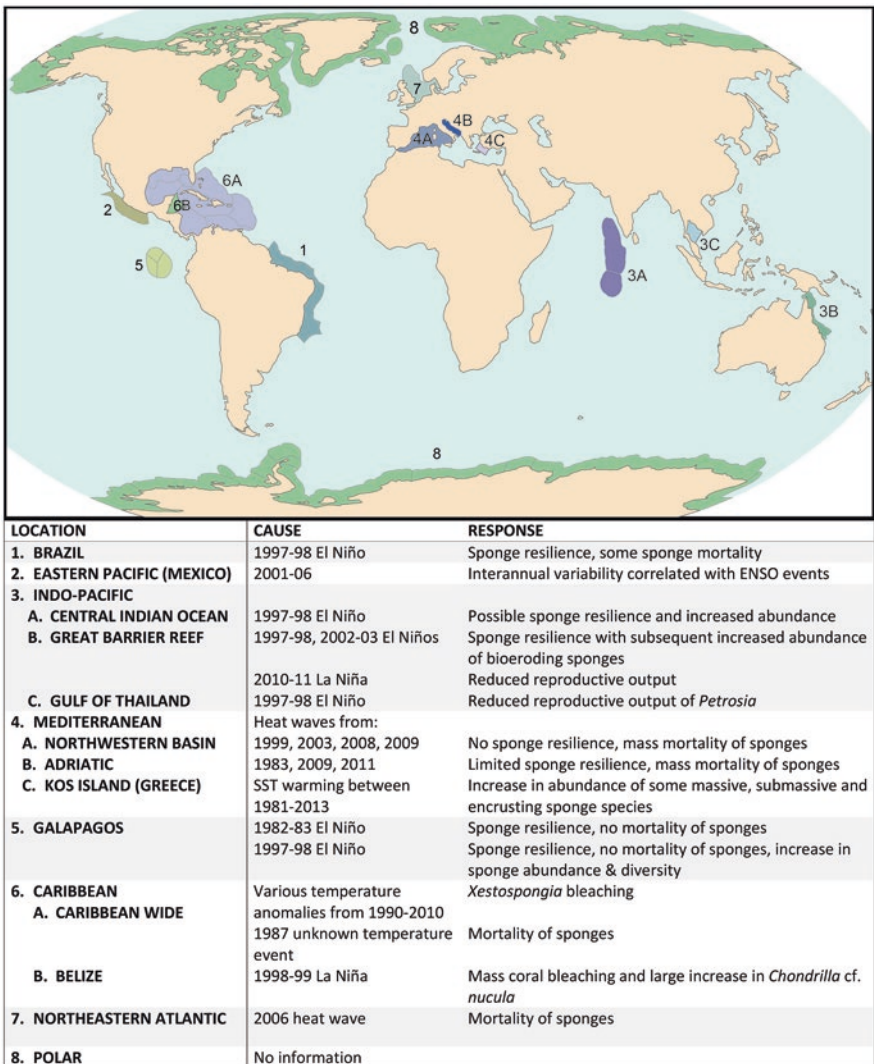 8
7
4B
4A
4C
6A
6B
2
3C
1
5
3A
3B
8
LOCATION CAUSE RESPONSE
1. BRAZIL 1997-98 El Niño Sponge resilience, some sponge mortality
2. EASTERN PACIFIC (MEXICO) 2001-06 Interannual variability correlated with ENSO events
3. INDO-PACIFIC
A. CENTRAL INDIAN OCEAN 1997-98 El Niño Possible sponge resilience and increased abundance
B. GREAT BARRIER REEF 1997-98, 2002-03 El Niños Sponge resilience with subsequent increased abundance
of bioeroding sponges
2010-11 La Niña Reduced reproductive output
C. GULF OF THAILAND 1997-98 El Niño Reduced reproductive output of Petrosia
4. MEDITERRANEAN Heat waves from:
A. NORTHWESTERN BASIN 1999, 2003, 2008, 2009 No sponge resilience, mass mortality of sponges
B. ADRIATIC 1983, 2009, 2011 Limited sponge resilience, mass mortality of sponges
C. KOS ISLAND (GREECE) SST warming between Increase in abundance of some massive, submassive and
1981-2013 encrusting sponge species
5. GALAPAGOS 1982-83 El Niño Sponge resilience, no mortality of sponges
1997-98 El Niño Sponge resilience, no mortality of sponges, increase in
sponge abundance & diversity
6. CARIBBEAN Various temperature Xestospongia bleaching
A. CARIBBEAN WIDE anomalies from 1990-2010
1987 unknown temperature Mortality of sponges
event
B. BELIZE 1998-99 La Niña Mass coral bleaching and large increase in Chondrilla cf.
nucula
7. NORTHEASTERN ATLANTIC 2006 heat wave Mortality of sponges
8. POLAR No information